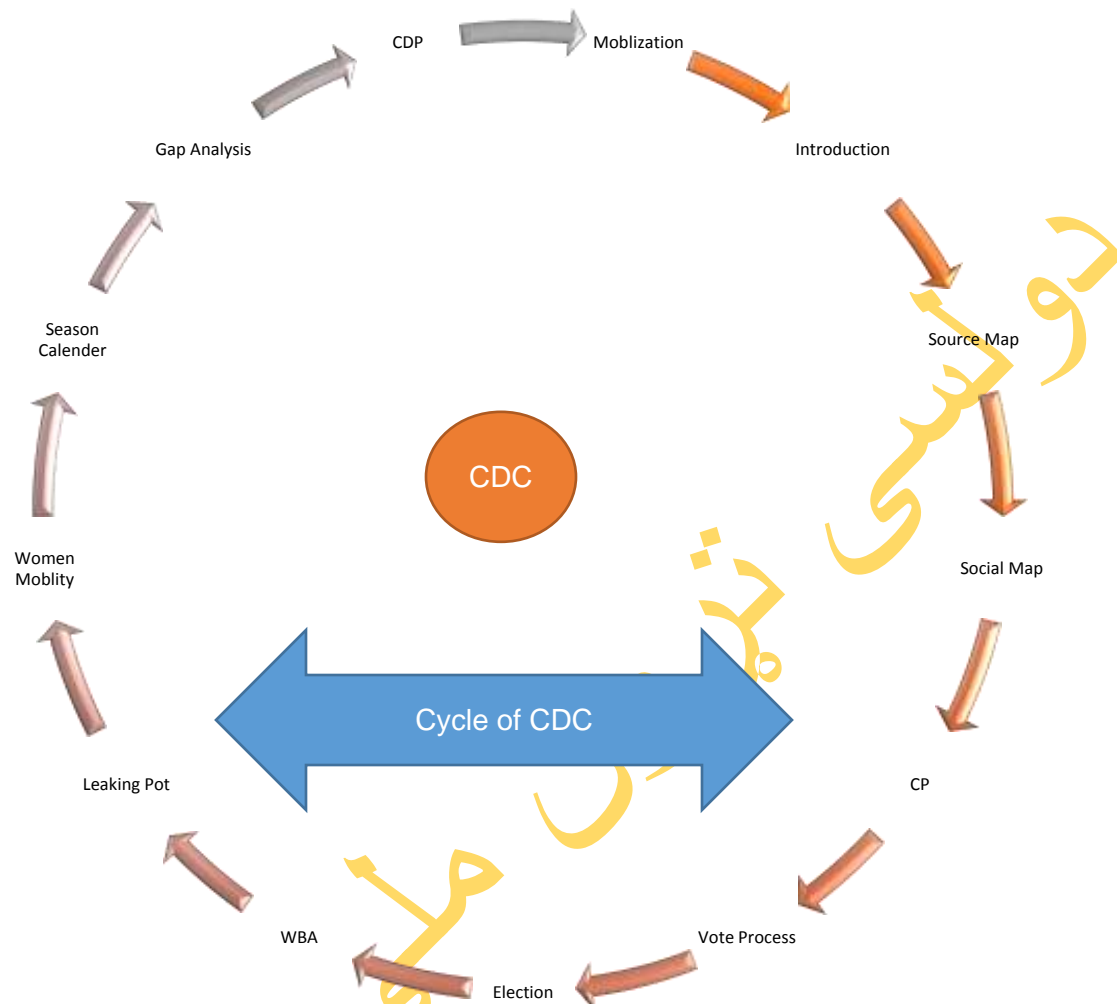 CDP
Moblization
Introduction
Source Map
Social Map
CP
Vote Process
Election
WBA
Leaking Pot
Women
Moblity
Season
Calender
Gap Analysis
CDC
Cycle of CDC